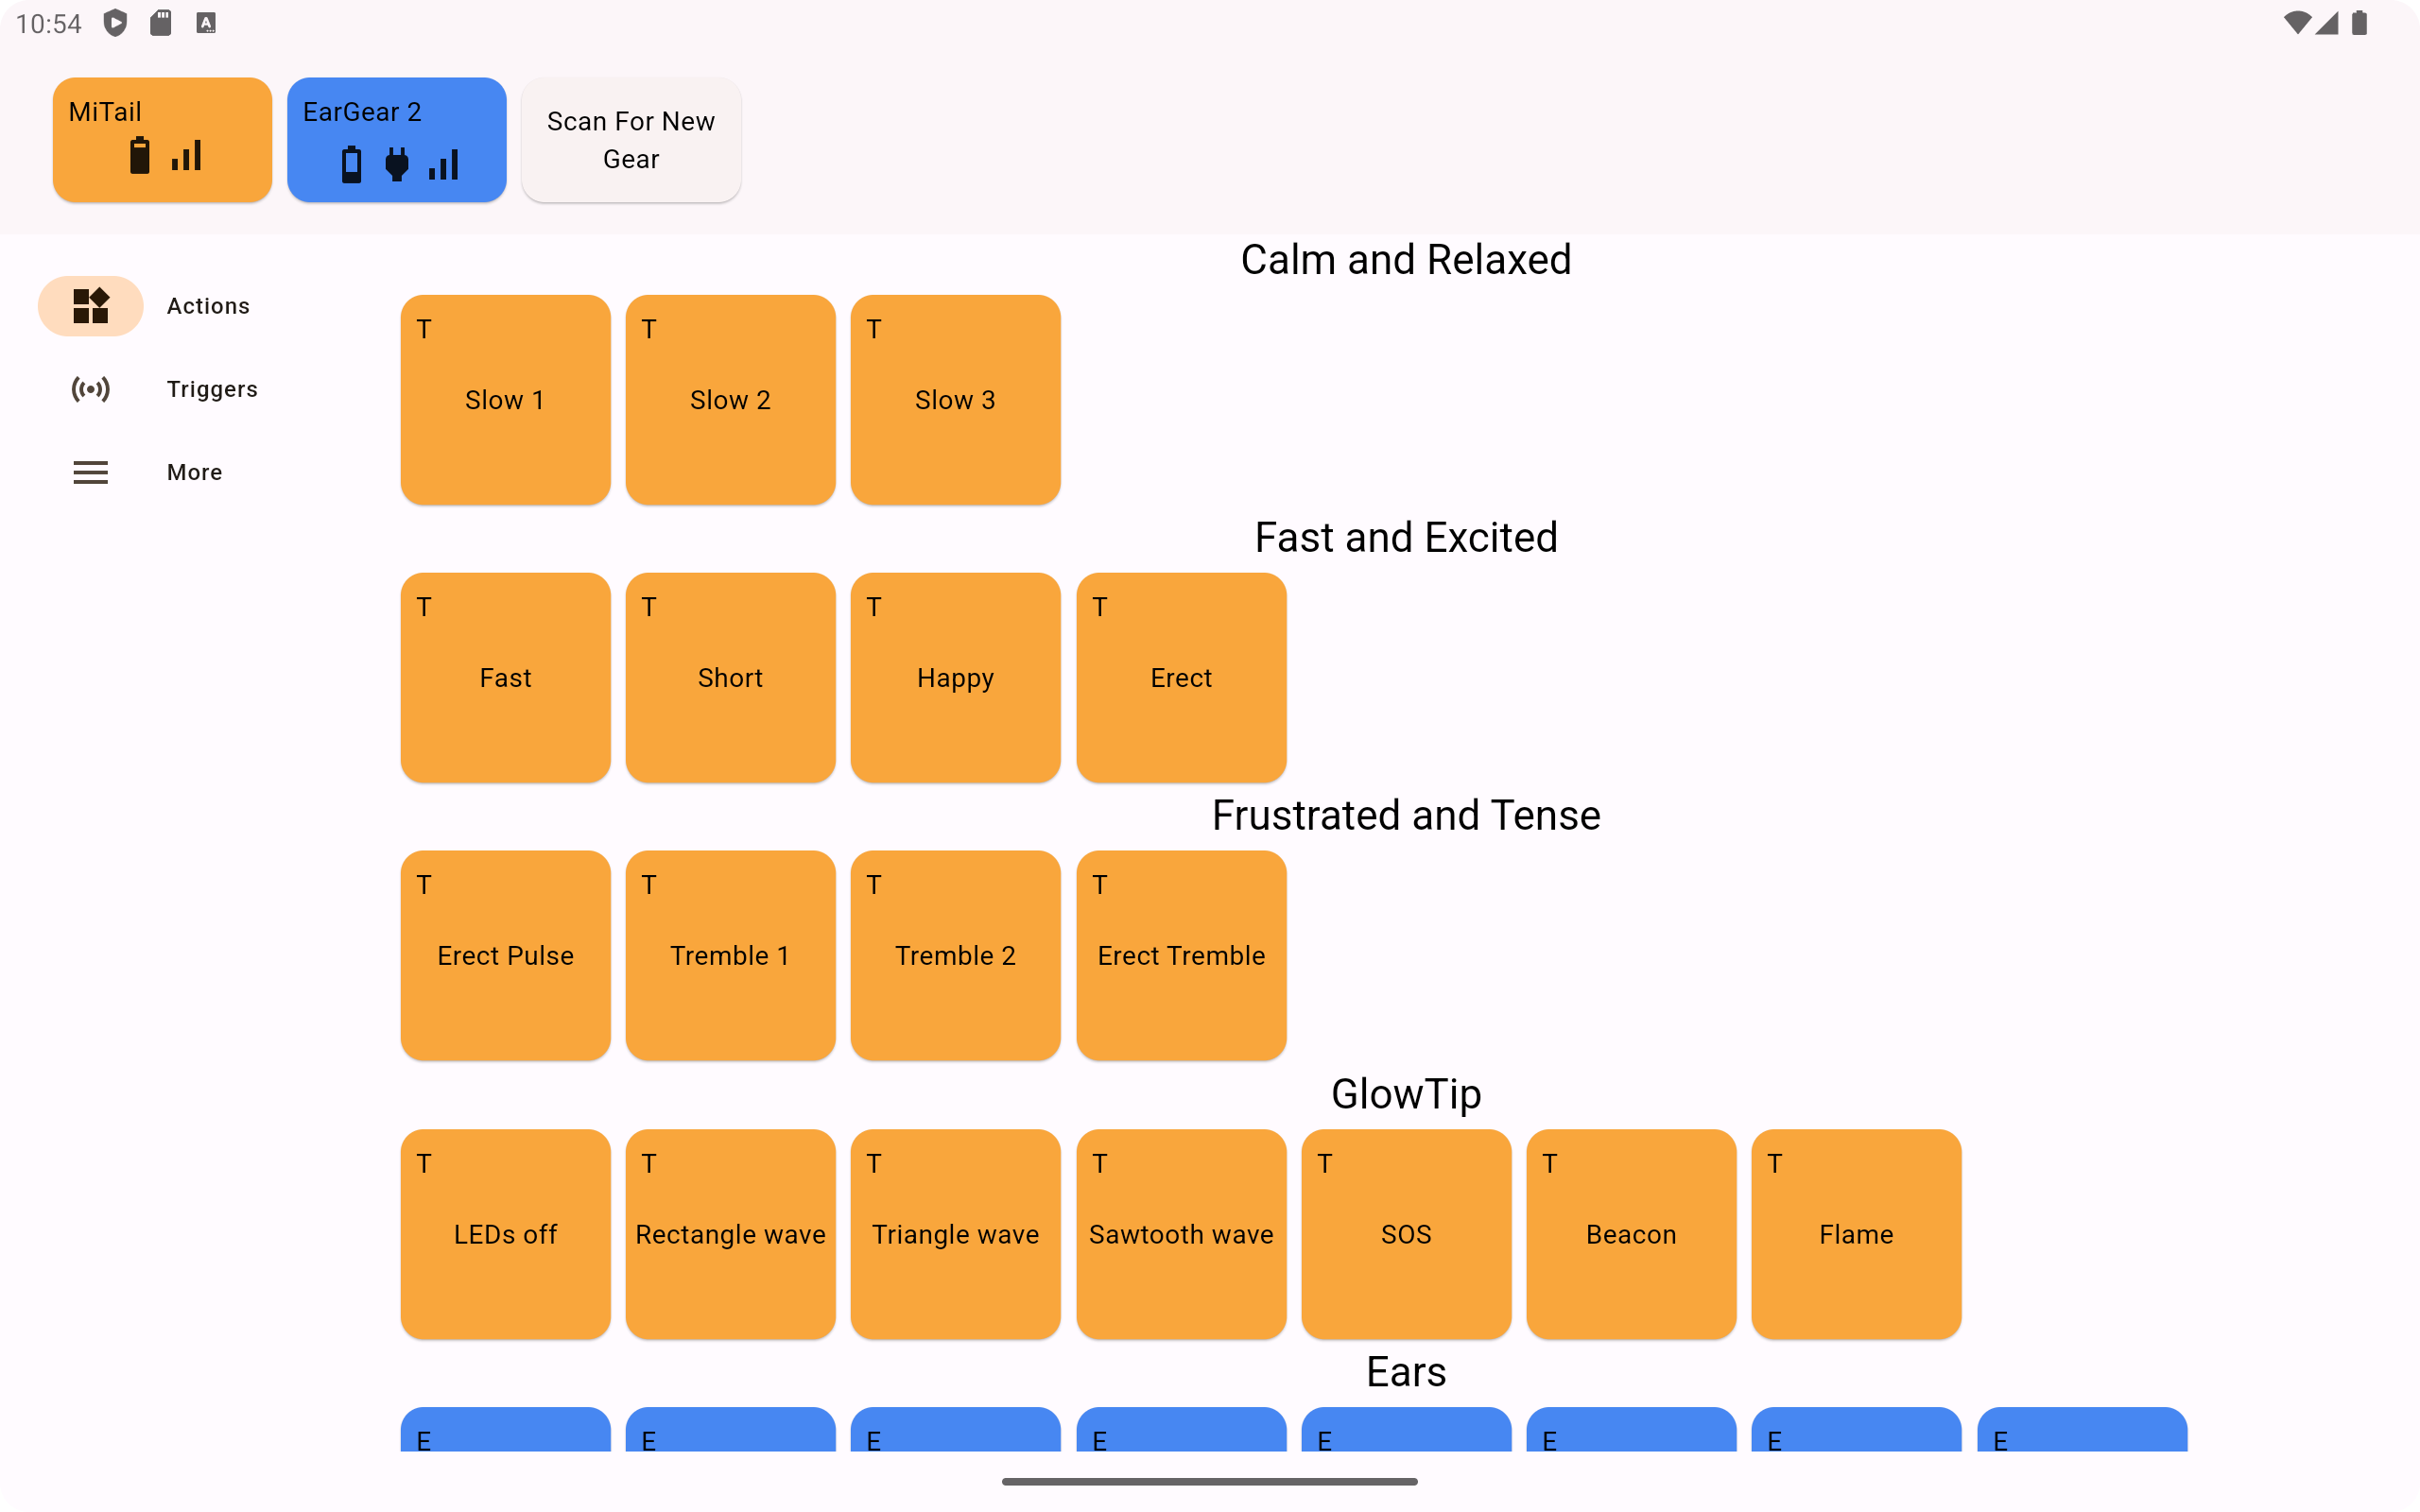 10:54
MiTail
EarGear 2
Scan For New
Gear
Actions
Triggers
More
Calm and Relaxed
T
T
T
Slow 1
Slow 2
Slow 3
Fast and Excited
T
T
T
T
Fast
Short
Happy
Erect
Frustrated and Tense
T
T
T
T
Erect Pulse
Tremble 1
Tremble 2
Erect Tremble
GlowTip
T
T
T
T
T
T
T
LEDs off
Rectangle wave
Triangle wave
Sawtooth wave
SOS
Beacon
Flame
Ears
E
E
E
E
E
E
E
E